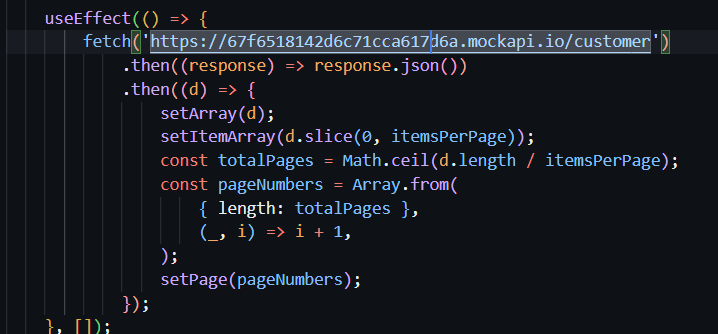 useEffect(() => {
fetch('https://67f6518142d6c71cca617d6a.mockapi.io/customer')
.then((response) => response.json())
.then((d) => {
setArray(d);
setItemArray(d.slice(0, itemsPerPage));
const totalPages = Math.ceil(d.length / itemsPerPage);
const pageNumbers = Array.from(
{ length: totalPages },
(_, i) => i + 1,
);
setPage(pageNumbers);
});
}, []);